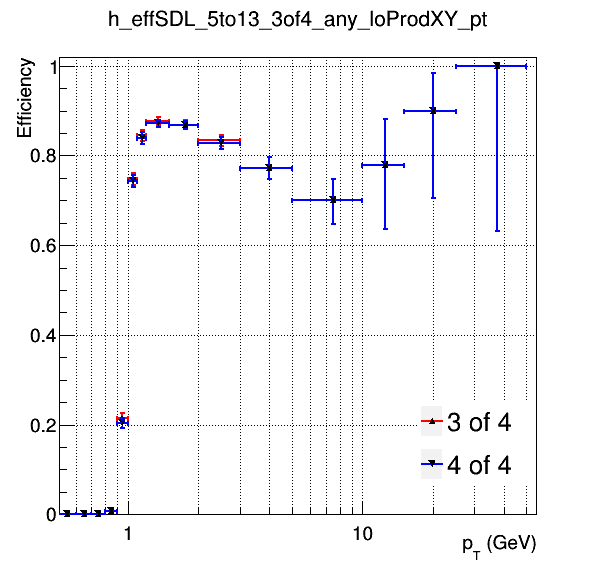 h_effSDL_5to13_3of4_any_loProdXY_pt
Efficiency
1
0.8
0.6
0.4
0.2
0
3 of 4
4 of 4
1
10
p_T (GeV)